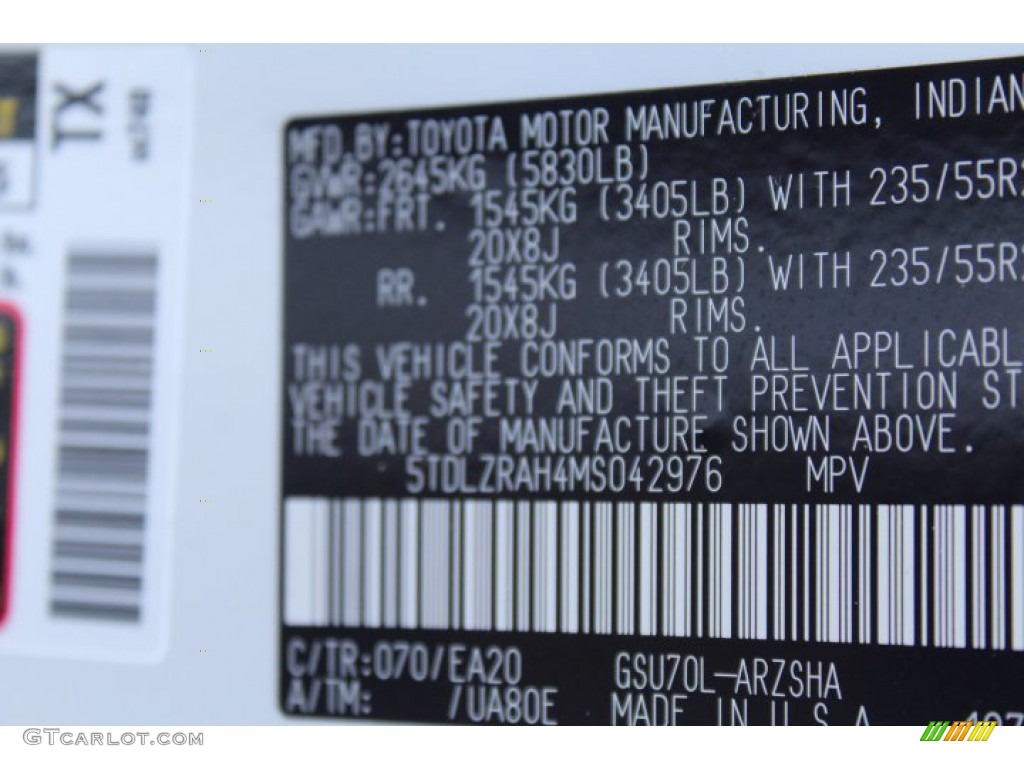 TX
MFD.BY:TOYOTA MOTOR MANUFACTURING, INDIAN
GVWR:2645KG (5830LB)
GAWR:FRT. 1545KG (3405LB) WITH 235/55R2
20X8J RIMS.
RR. 1545KG (3405LB) WITH 235/55R2
20X8J RIMS.
THIS VEHICLE CONFORMS TO ALL APPLICABL
VEHICLE SAFETY AND THEFT PREVENTION ST
THE DATE OF MANUFACTURE SHOWN ABOVE.
5TDLZRAH4MS042976 MPV
C/TR:070/EA20 GSU70L-ARZSHA
A/TM: /UA80E MADE IN U.S.A.
GTCARLOT.COM